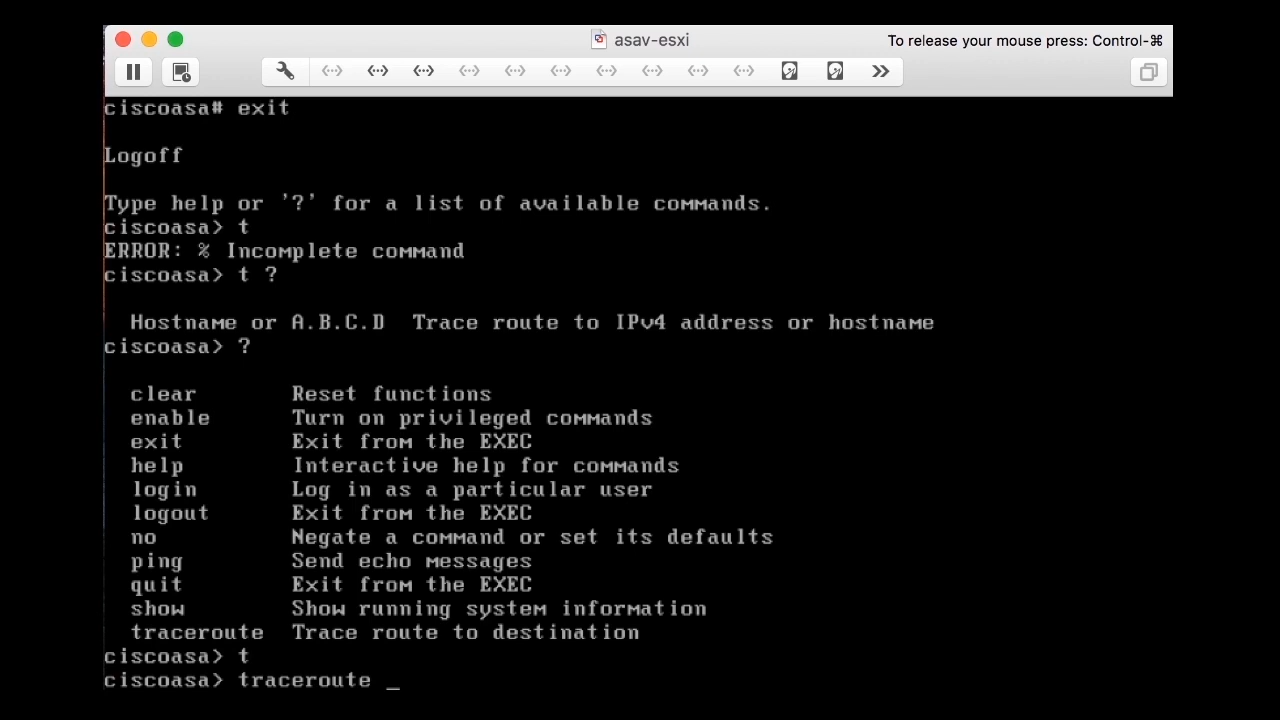 asav-esxi
To release your mouse press: Control-⌘
ciscoasa# exit
Logoff
Type help or '?' for a list of available commands.
ciscoasa> t
ERROR: % Incomplete command
ciscoasa> t ?
Hostname or A.B.C.D  Trace route to IPv4 address or hostname
ciscoasa> ?
clear        Reset functions
enable       Turn on privileged commands
exit         Exit from the EXEC
help         Interactive help for commands
login        Log in as a particular user
logout       Exit from the EXEC
no           Negate a command or set its defaults
ping         Send echo messages
quit         Exit from the EXEC
show         Show running system information
traceroute   Trace route to destination
ciscoasa> t
ciscoasa> traceroute _